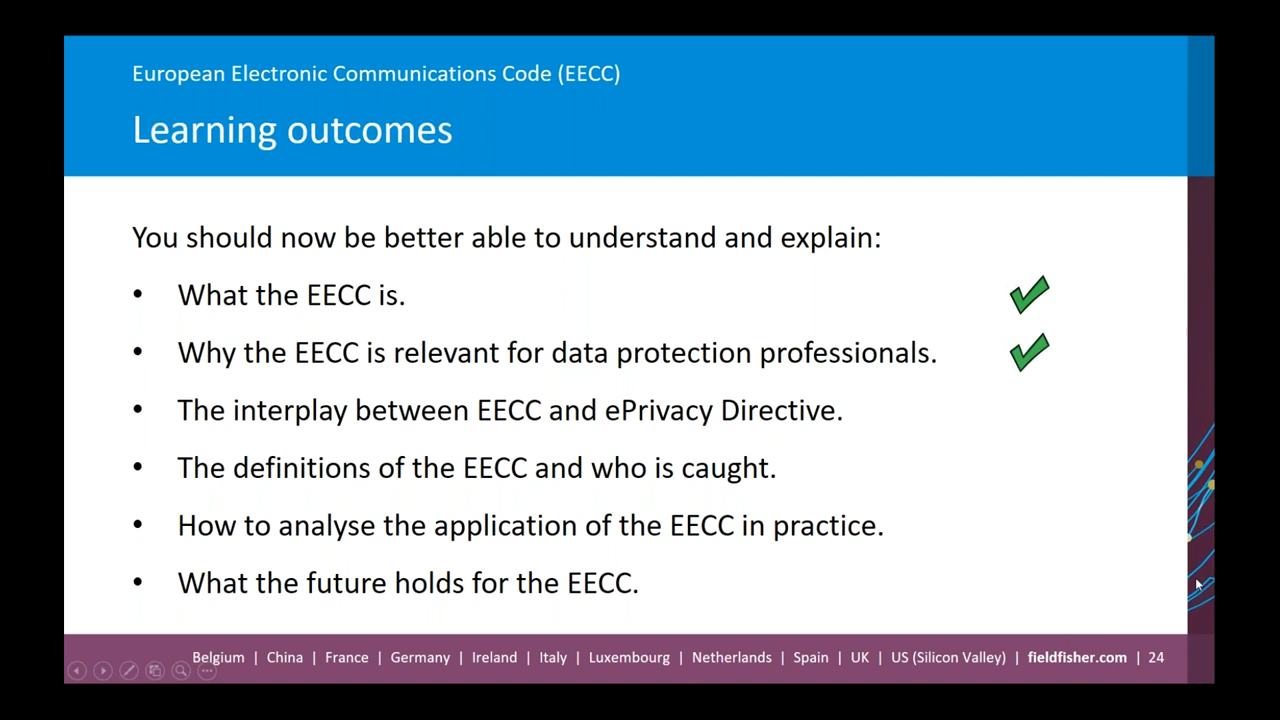 European Electronic Communications Code (EECC)
Learning outcomes
You should now be better able to understand and explain:
• What the EECC is.
• Why the EECC is relevant for data protection professionals.
• The interplay between EECC and ePrivacy Directive.
• The definitions of the EECC and who is caught.
• How to analyse the application of the EECC in practice.
• What the future holds for the EECC.
Belgium | China | France | Germany | Ireland | Italy | Luxembourg | Netherlands | Spain | UK | US (Silicon Valley) | fieldfisher.com | 24